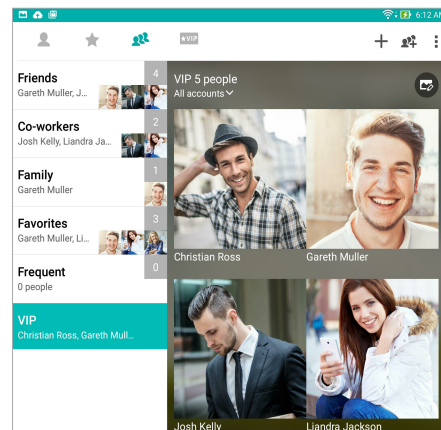 6:12 AM
★VIP
Friends
4
Gareth Muller, J...
Co-workers
2
Josh Kelly, Liandra Ja...
Family
1
Gareth Muller
Favorites
3
Gareth Muller, Li...
Frequent
0
0 people
VIP
Christian Ross, Gareth Mull...
VIP 5 people
All accounts
Christian Ross
Gareth Muller
Josh Kelly
Liandra Jackson